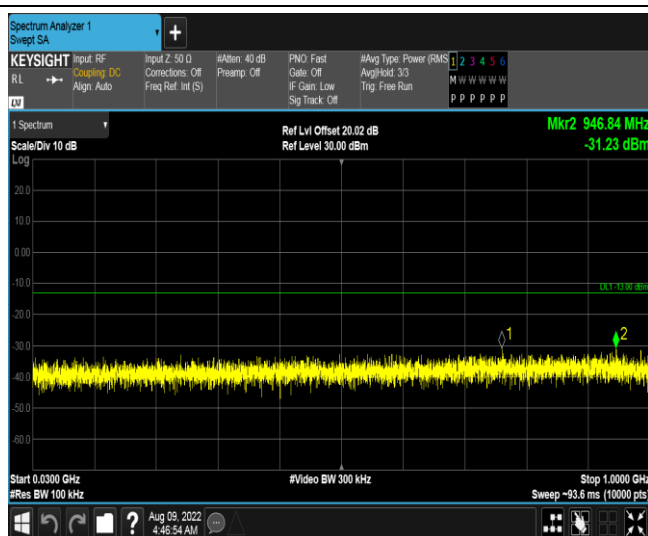 Spectrum Analyzer 1
Swept SA
+
KEYSIGHT Input: RF Input Z: 50 Ω #Atten: 40 dB PNO: Fast #Avg Type: Power (RMS 1 2 3 4 5 6
RL Coupling: DC Corrections: Off Preamp: Off Gate: Off Avg|Hold: 3/3 M W W W W W
Align: Auto Freq Ref: Int (S) IF Gain: Low Trig: Free Run
Sig Track: Off P P P P P P
LXI
1 Spectrum Ref Lvl Offset 20.02 dB Mkr2 946.84 MHz
Scale/Div 10 dB Ref Level 30.00 dBm -31.23 dBm
Log
20.0
10.0
0.00
-10.0
DL1 -13.00 dBm
-20.0
-30.0
1
2
-40.0
-50.0
-60.0
Start 0.0300 GHz #Video BW 300 kHz Stop 1.0000 GHz
#Res BW 100 kHz Sweep ~93.6 ms (10000 pts)
? Aug 09, 2022
4:46:54 AM